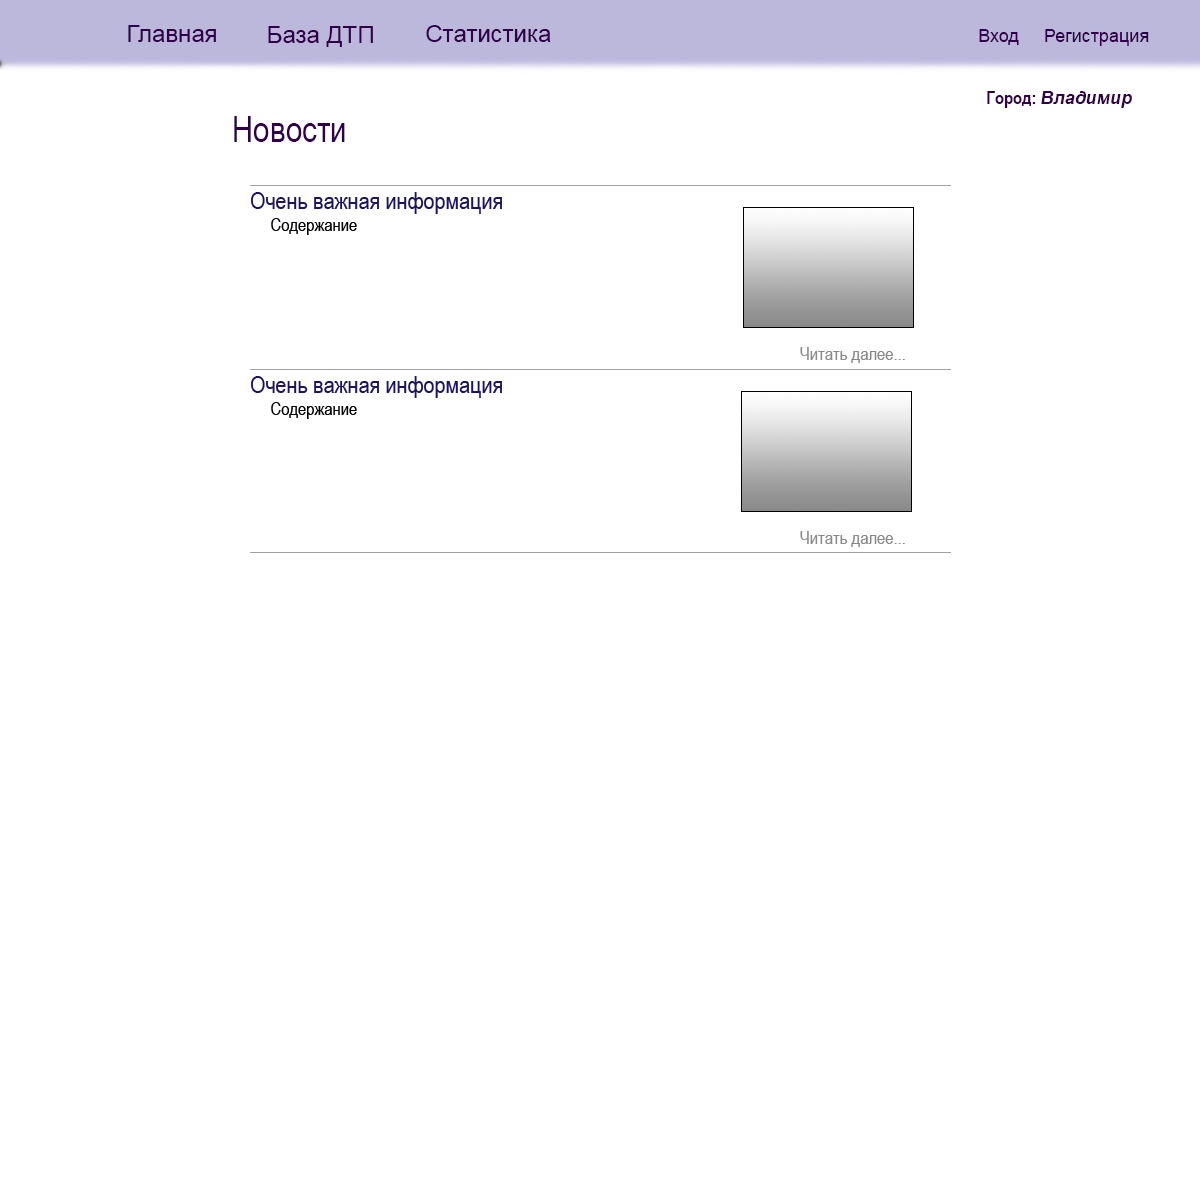 Главная База ДТП Статистика Вход Регистрация
Город: Владимир
Новости
Очень важная информация
Содержание
Читать далее...
Очень важная информация
Содержание
Читать далее...